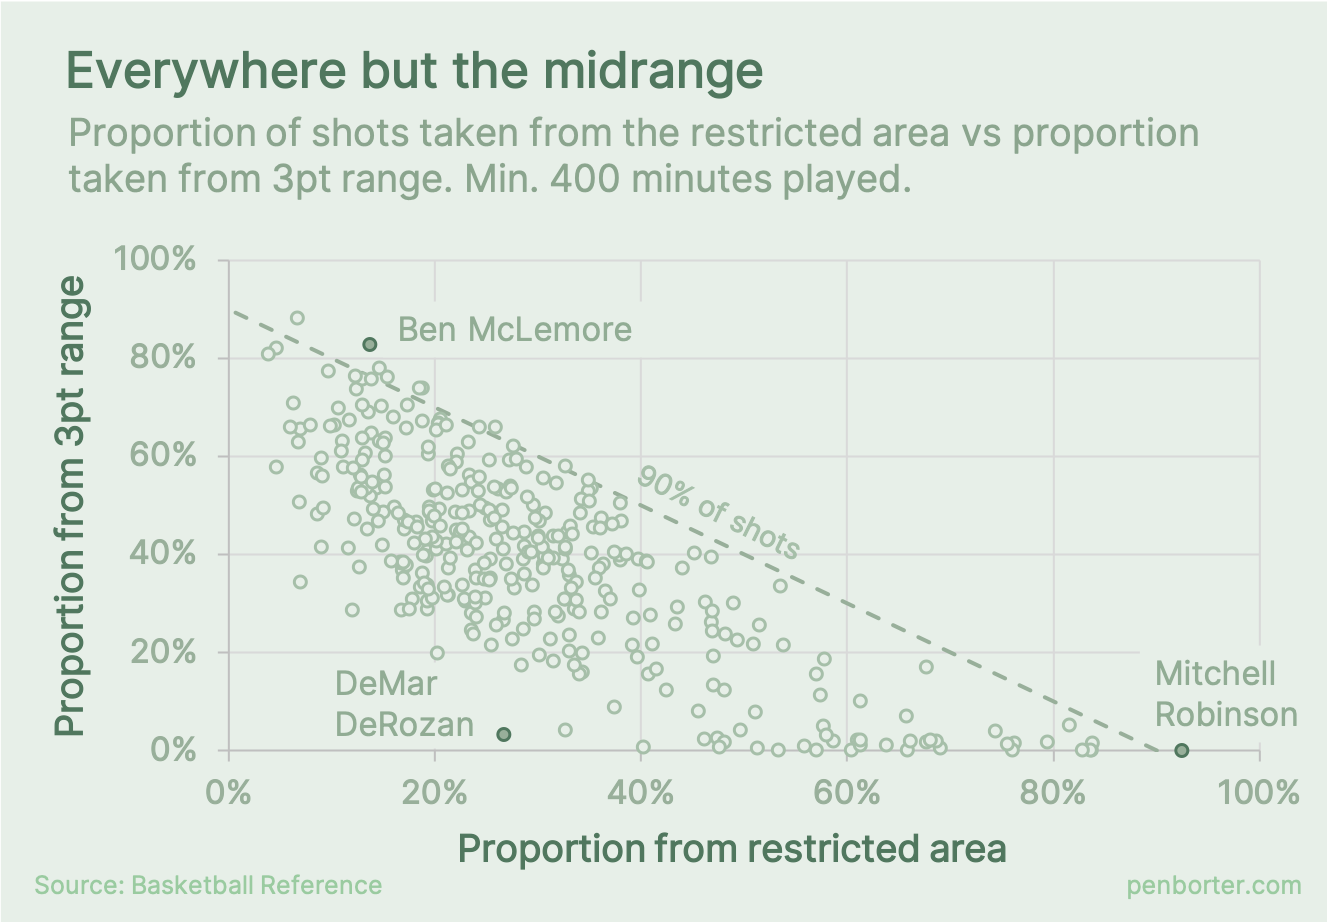 Everywhere but the midrange
Proportion of shots taken from the restricted area vs proportion
taken from 3pt range. Min. 400 minutes played.
Proportion from 3pt range
100%
80%
60%
40%
20%
0%
Ben McLemore
90% of shots
DeMar
DeRozan
Mitchell
Robinson
0%
20%
40%
60%
80%
100%
Proportion from restricted area
Source: Basketball Reference
penborter.com